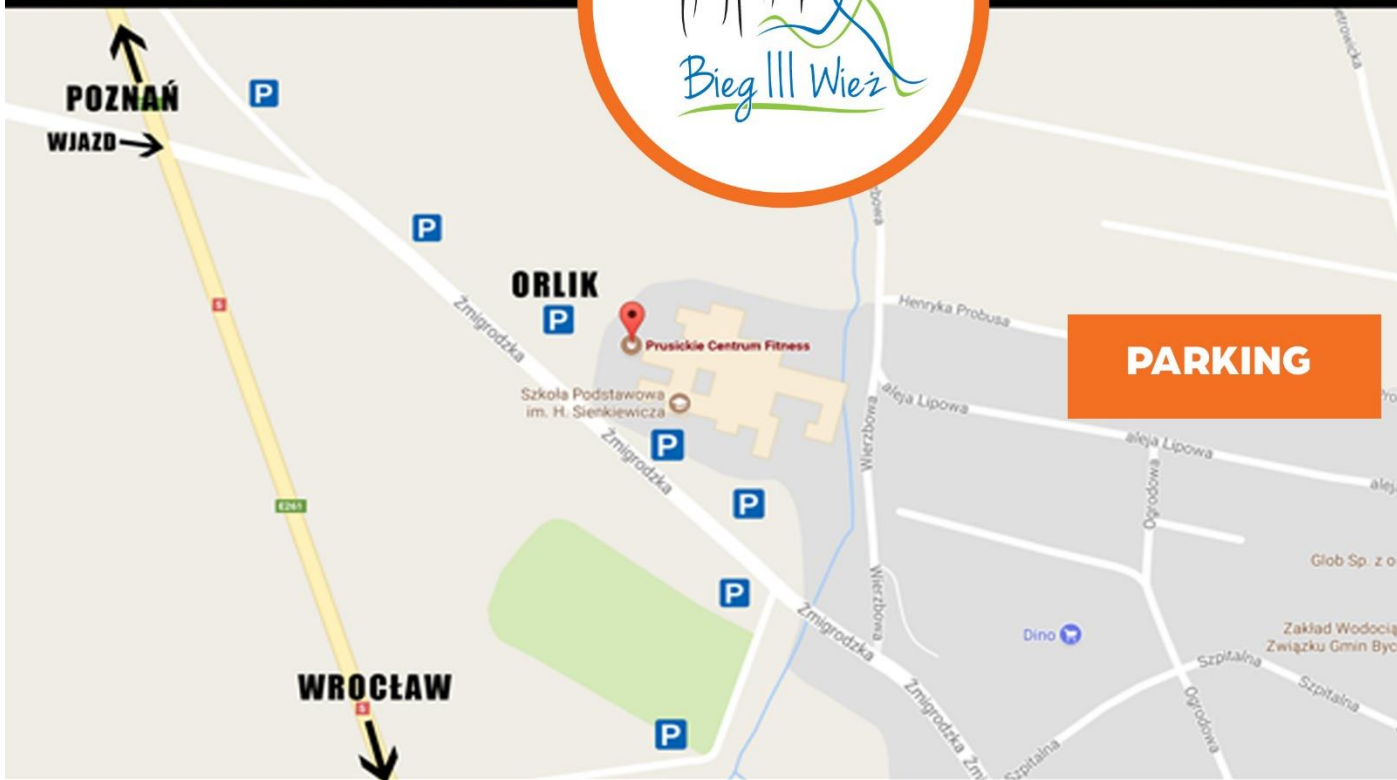 Bieg III Wież
POZNAŃ
P
WJAZD
P
ORLIK
P
5
Żmigrodzka
Prusickie Centrum Fitness
Szkoła Podstawowa
im. H. Sienkiewicza
P
Żmigrodzka
Henryka Probusa
PARKING
aleja Lipowa
Wierzbowa
aleja Lipowa
Ogrodowa
E261
P
P
Wierzbowa
Żmigrodzka
Dino
Glob Sp. z o
Zakład Wodocią
Związku Gmin Byc
Szpitalna
Szpitalna
WROCŁAW
5
P
Żmigrodzka
Ogrodowa
Szpitalna